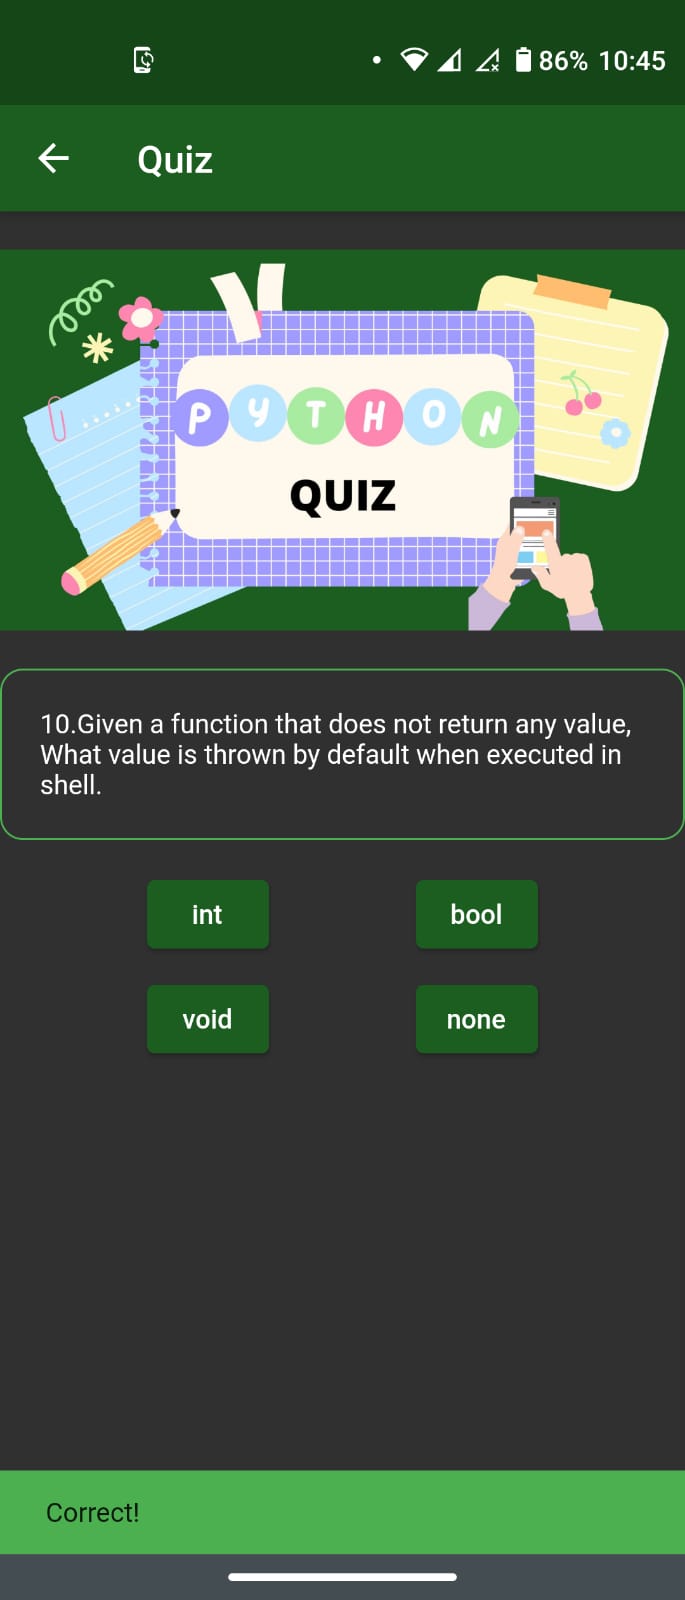 86% 10:45
Quiz
PYTHON
QUIZ
10.Given a function that does not return any value,
What value is thrown by default when executed in
shell.
int bool
void none
Correct!